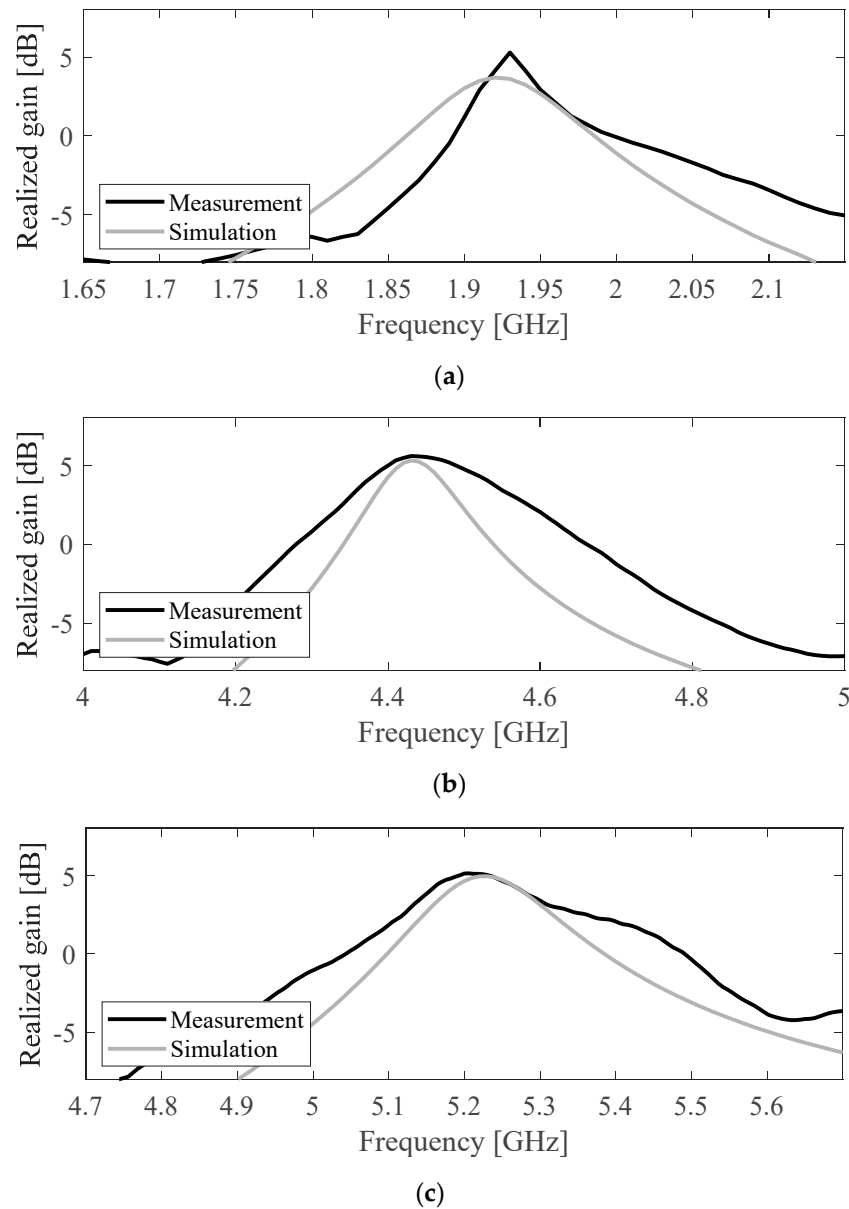 5
0
-5
Realized gain [dB]
Measurement
Simulation
1.65 1.7 1.75 1.8 1.85 1.9 1.95 2 2.05 2.1
Frequency [GHz]
(a)
5
0
-5
Realized gain [dB]
Measurement
Simulation
4 4.2 4.4 4.6 4.8 5
Frequency [GHz]
(b)
5
0
-5
Realized gain [dB]
Measurement
Simulation
4.7 4.8 4.9 5 5.1 5.2 5.3 5.4 5.5 5.6
Frequency [GHz]
(c)